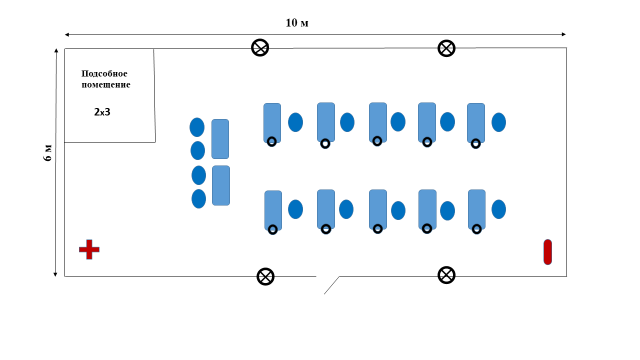 10 м
Подсобное
помещение
2х3
6 м